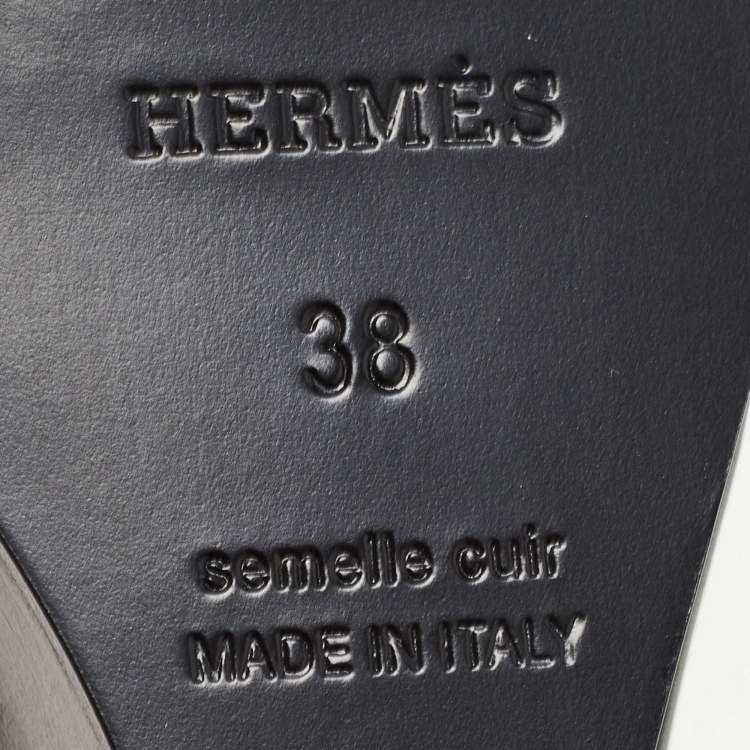 HERMÈS
38
semelle cuir
MADE IN ITALY